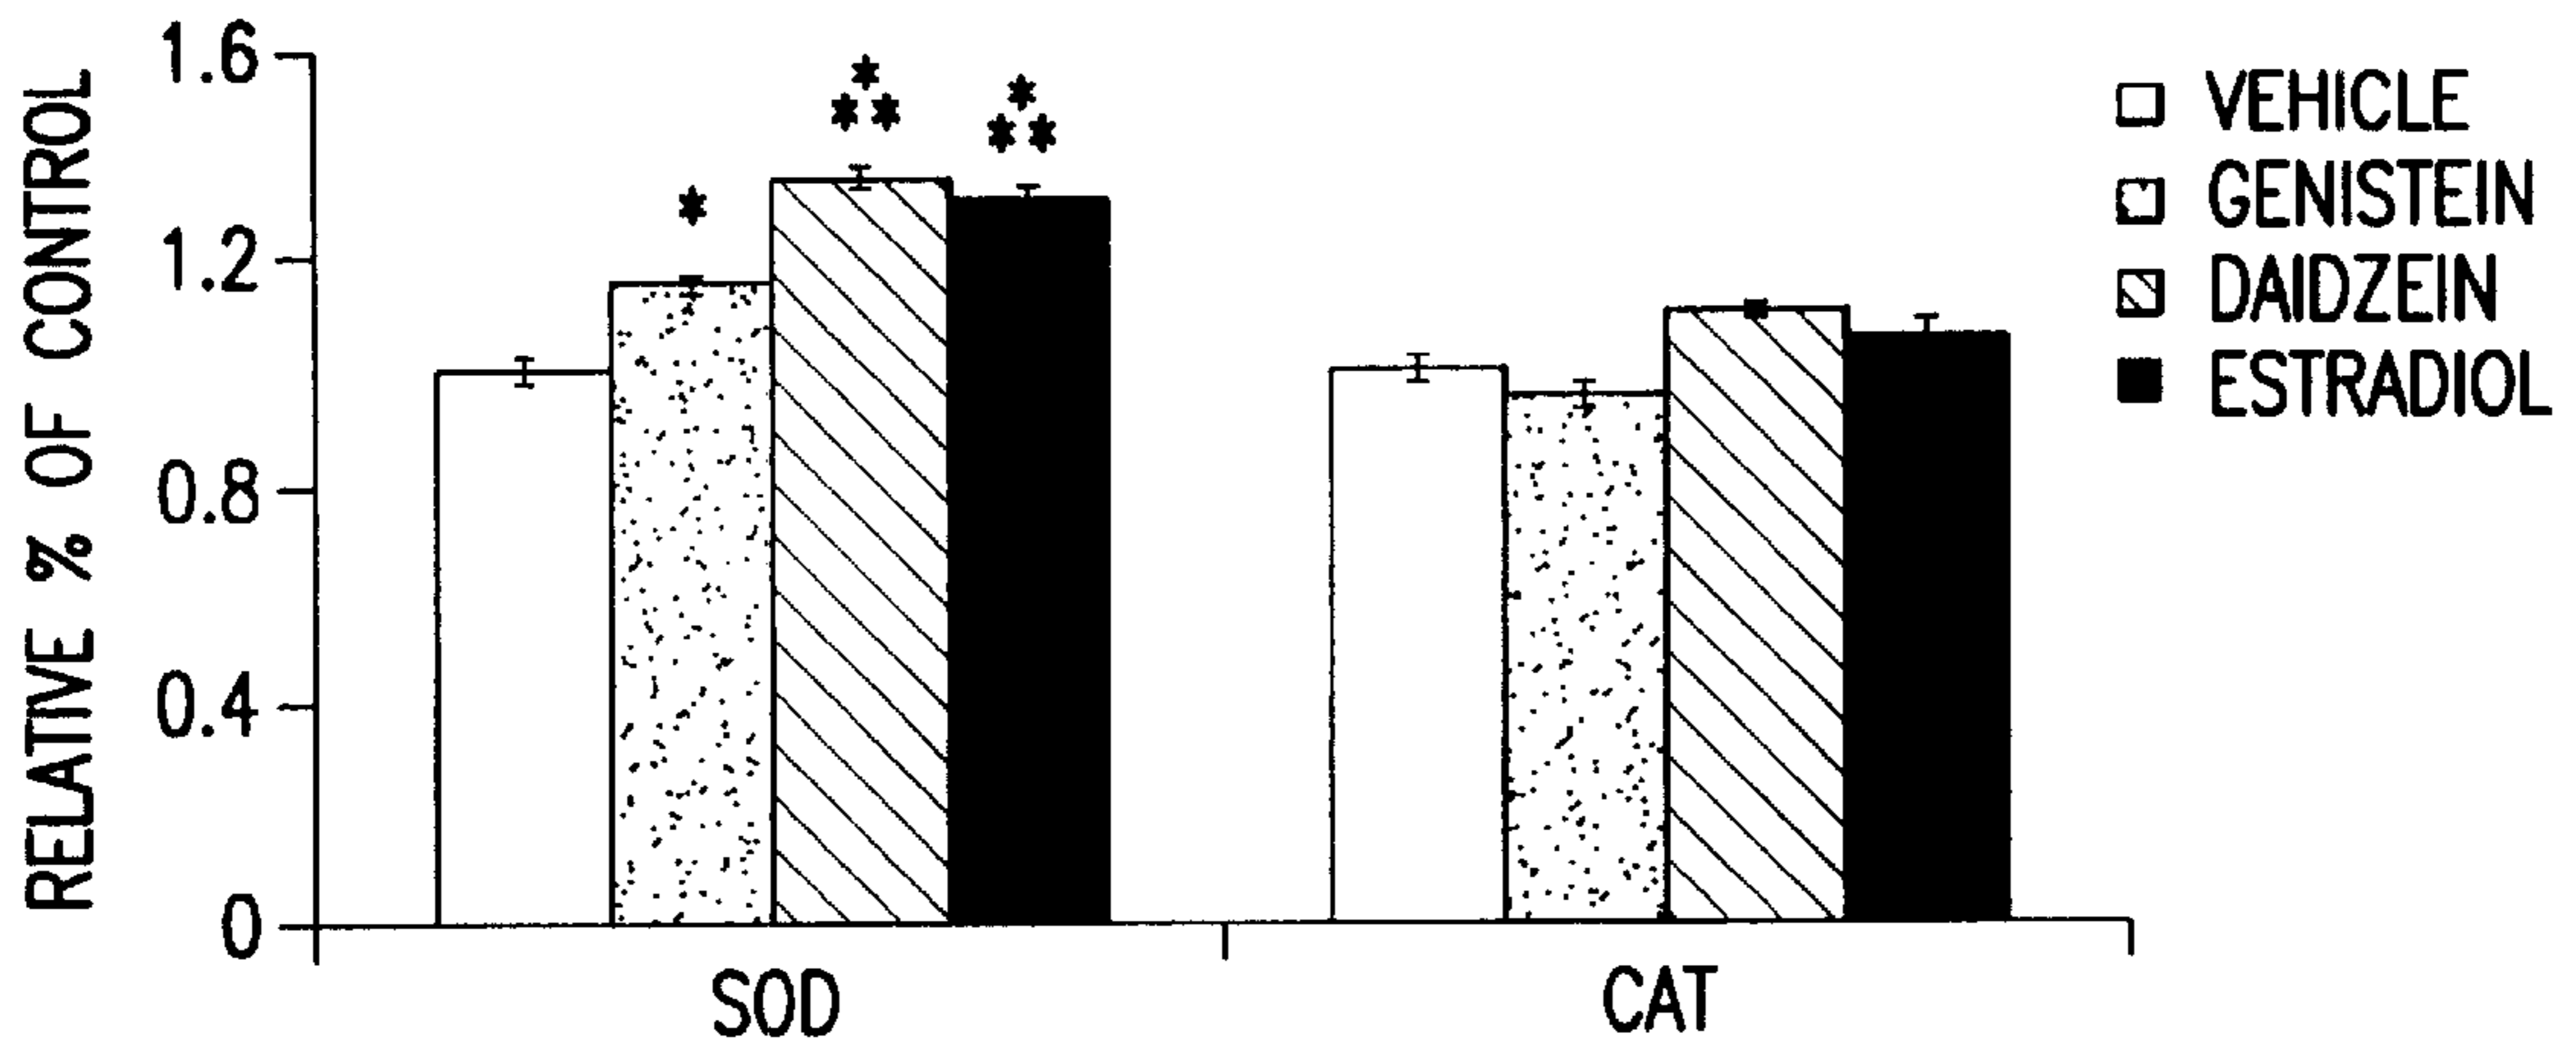 RELATIVE % OF CONTROL
1.6
1.2
0.8
0.4
0
*
*
**
*
**
SOD
CAT
VEHICLE
GENISTEIN
DAIDZEIN
ESTRADIOL